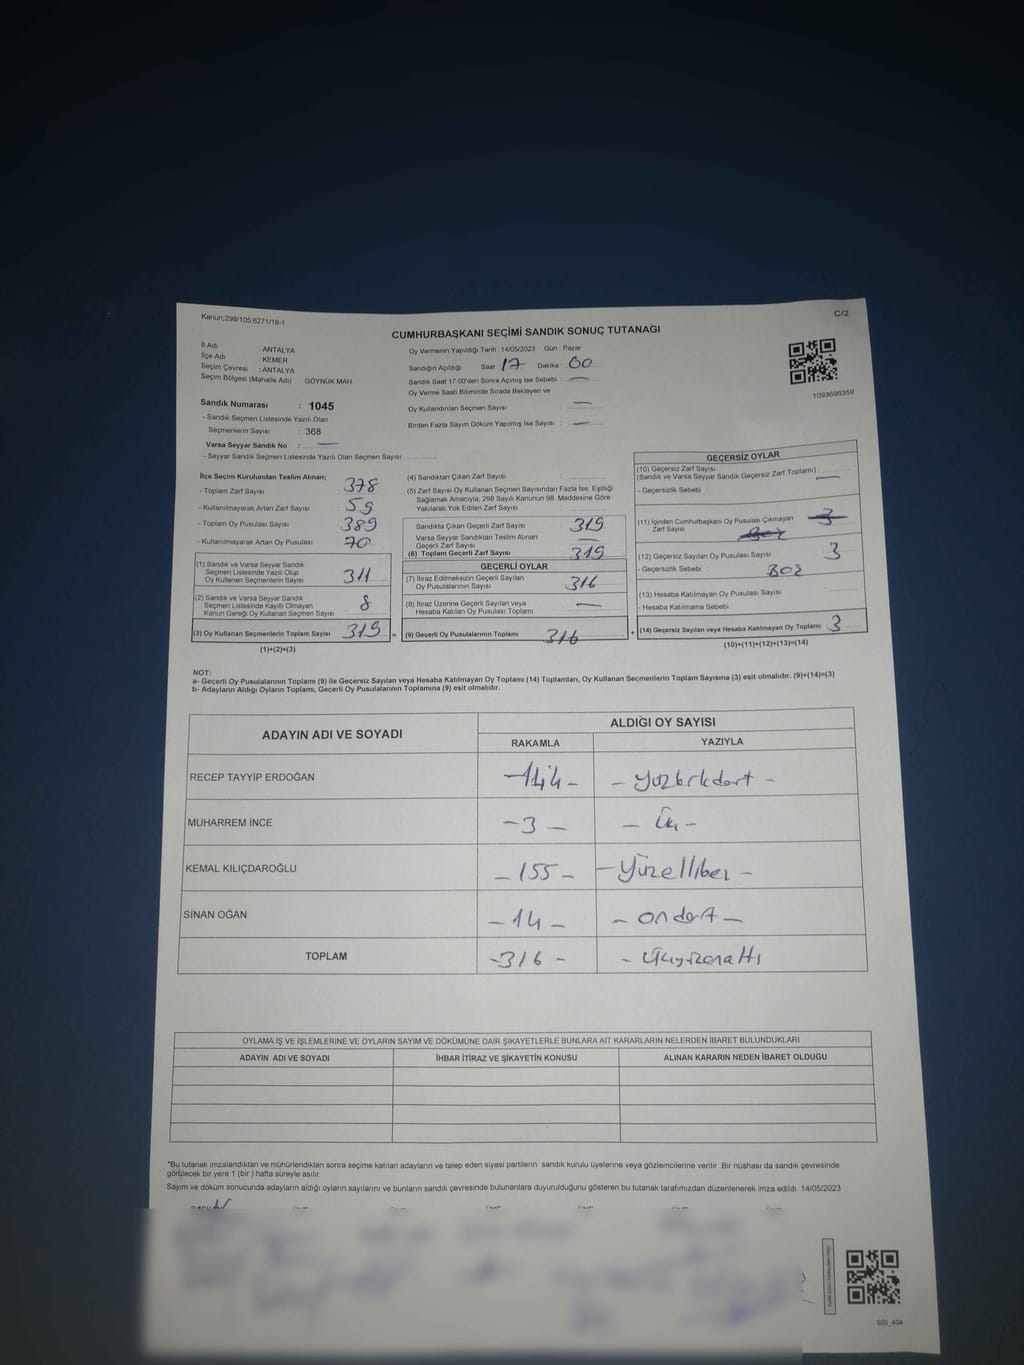 Kanun;298/105;6271/18-1
C/2
CUMHURBAŞKANI SEÇİMİ SANDIK SONUÇ TUTANAĞI
İl Adı ANTALYA
İlçe Adı : KEMER
Seçim Çevresi : ANTALYA
Seçim Bölgesi (Mahalle Adı) : GÖYNÜK MAH.
Oy Vermenin Yapıldığı Tarih : 14/05/2023 Gün : Pazar
Sandığın Açıldığı Saat 17 Dakika : 00
Sandık Saat 17:00'den Sonra Açımış İse Sebebi : —
Oy Verme Saati Bitiminde Sırada Bekleyen ve
Oy Kullandırılan Seçmen Sayısı : —
Birden Fazla Sayım Döküm Yapılmış İse Sayısı : —
1093698359
Sandık Numarası : 1045
- Sandık Seçmen Listesinde Yazılı Olan
Seçmenlerin Sayısı : 368
Varsa Seyyar Sandık No : —
- Seyyar Sandık Seçmen Listesinde Yazılı Olan Seçmen Sayısı:
İlçe Seçim Kurulundan Teslim Alınan;
- Toplam Zarf Sayısı 378
- Kullanılmayarak Artan Zarf Sayısı 59
- Toplam Oy Pusulası Sayısı 389
- Kullanılmayarak Artan Oy Pusulası 70
(1) Sandık ve Varsa Seyyar Sandık
Seçmen Listesinde Yazılı Olup
Oy Kullanan Seçmenlerin Sayısı 311
(2) Sandık ve Varsa Seyyar Sandık
Seçmen Listesinde Kayıtlı Olmayan
Kanun Gereği Oy Kullanan Seçmen Sayısı 8
(3) Oy Kullanan Seçmenlerin Toplam Sayısı 319 =
(1)+(2)=(3)
(4) Sandıktan Çıkan Zarf Sayısı
(5) Zarf Sayısı Oy Kullanan Seçmen Sayısından Fazla İse, Eşitliği
Sağlamak Amacıyla; 298 Sayılı Kanunun 98. Maddesine Göre
Yakılarak Yok Edilen Zarf Sayısı
Sandıkta Çıkan Geçerli Zarf Sayısı 319
Varsa Seyyar Sandıktan Teslim Alınan
Geçerli Zarf Sayısı —
(6) Toplam Geçerli Zarf Sayısı 319
GEÇERLİ OYLAR
(7) İtiraz Edilmeksizin Geçerli Sayılan
Oy Pusulalarının Sayısı 316
(8) İtiraz Üzerine Geçerli Sayılan veya
Hesaba Katılan Oy Pusulası Toplamı —
(9) Geçerli Oy Pusulalarının Toplamı 316 +
GEÇERSİZ OYLAR
(10) Geçersiz Zarf Sayısı
(Sandık ve Varsa Seyyar Sandık Geçersiz Zarf Toplamı) —
- Geçersizlik Sebebi
(11) İçinden Cumhurbaşkanı Oy Pusulası Çıkmayan
Zarf Sayısı 3
(12) Geçersiz Sayılan Oy Pusulası Sayısı 3
- Geçersizlik Sebebi : BOŞ
(13) Hesaba Katılmayan Oy Pusulası Sayısı
- Hesaba Katılmama Sebebi
(14) Geçersiz Sayılan veya Hesaba Katılmayan Oy Toplamı 3
(10)+(11)+(12)+(13)=(14)
NOT:
a- Geçerli Oy Pusulalarının Toplamı (9) ile Geçersiz Sayılan veya Hesaba Katılmayan Oy Toplamı (14) Toplamları, Oy Kullanan Seçmenlerin Toplam Sayısına (3) eşit olmalıdır. (9)+(14)=(3)
b- Adayların Aldığı Oyların Toplamı, Geçerli Oy Pusulalarının Toplamına (9) eşit olmalıdır.
ADAYIN ADI VE SOYADI ALDIĞI OY SAYISI
RAKAMLA YAZIYLA
RECEP TAYYİP ERDOĞAN -144-
MUHARREM İNCE -3- - İki -
KEMAL KILIÇDAROĞLU -155- -Yüzellibeş-
SİNAN OĞAN -14- - ondört -
TOPLAM -316- - Üçyüzonaltı
OYLAMA İŞ VE İŞLEMLERİNE VE OYLARIN SAYIM VE DÖKÜMÜNE DAİR ŞİKAYETLERLE BUNLARA AİT KARARLARIN NELERDEN İBARET BULUNDUKLARI
ADAYIN ADI VE SOYADI İHBAR İTİRAZ VE ŞİKAYETİN KONUSU ALINAN KARARIN NEDEN İBARET OLDUĞU
*Bu tutanak imzalandıktan ve mühürlendikten sonra seçime katılan adayların ve talep eden siyasi partilerin sandık kurulu üyelerine veya gözlemcilerine verilir. Bir nüshası da sandık çevresinde
görülecek bir yere 1 (bir) hafta süreyle asılır.
Sayım ve döküm sonucunda adayların aldığı oyların sayılarını ve bunların sandık çevresinde bulunanlara duyurulduğunu gösteren bu tutanak tarafımızdan düzenlenerek imza edildi. 14/05/2023
BSİ_404